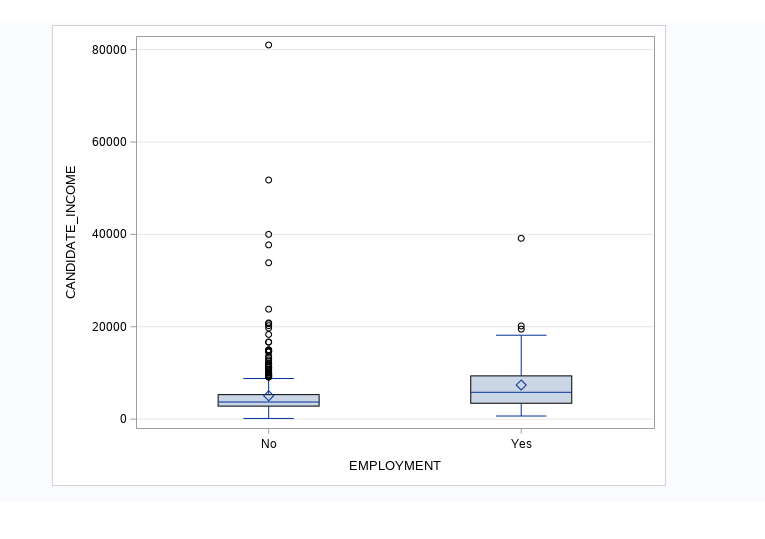 80000
60000
40000
20000
0
CANDIDATE_INCOME
No Yes
EMPLOYMENT